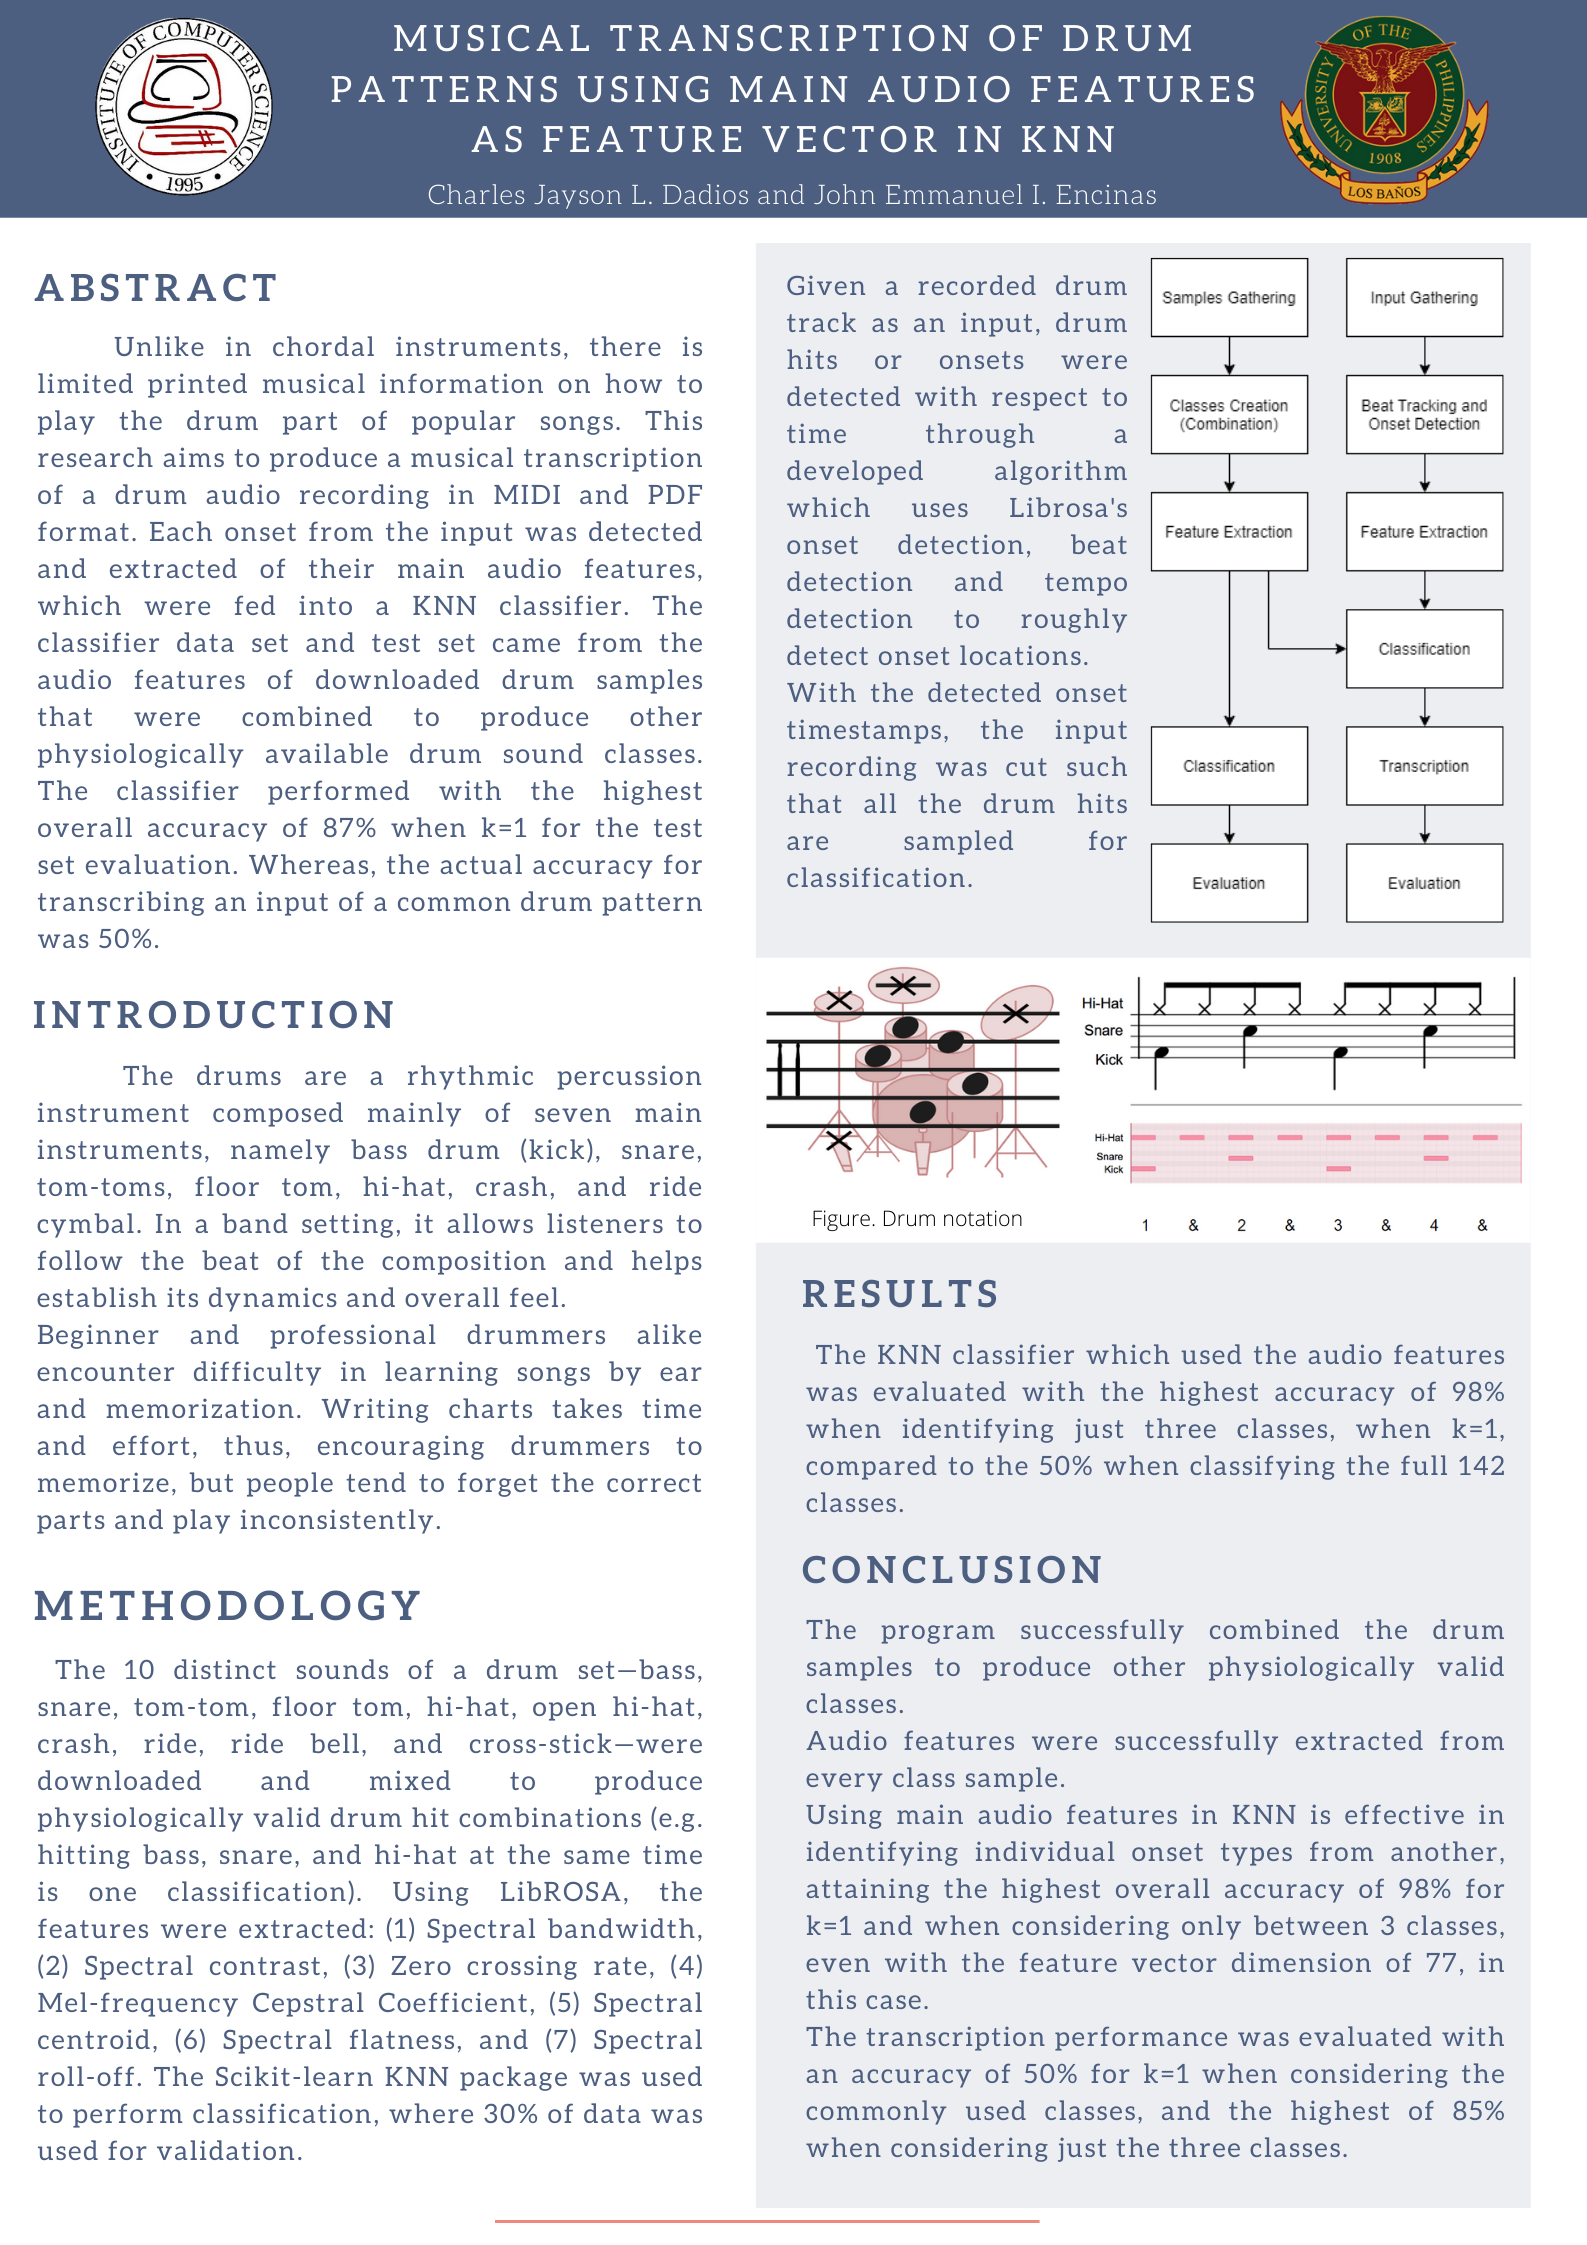 INSTITUTE OF COMPUTER SCIENCE
• 1995 •
MUSICAL TRANSCRIPTION OF DRUM
PATTERNS USING MAIN AUDIO FEATURES
AS FEATURE VECTOR IN KNN
Charles Jayson L. Dadios and John Emmanuel I. Encinas
UNIVERSITY OF THE PHILIPPINES
1908
LOS BAÑOS
ABSTRACT
Unlike in chordal instruments, there is
limited printed musical information on how to
play the drum part of popular songs. This
research aims to produce a musical transcription
of a drum audio recording in MIDI and PDF
format. Each onset from the input was detected
and extracted of their main audio features,
which were fed into a KNN classifier. The
classifier data set and test set came from the
audio features of downloaded drum samples
that were combined to produce other
physiologically available drum sound classes.
The classifier performed with the highest
overall accuracy of 87% when k=1 for the test
set evaluation. Whereas, the actual accuracy for
transcribing an input of a common drum pattern
was 50%.
INTRODUCTION
The drums are a rhythmic percussion
instrument composed mainly of seven main
instruments, namely bass drum (kick), snare,
tom-toms, floor tom, hi-hat, crash, and ride
cymbal. In a band setting, it allows listeners to
follow the beat of the composition and helps
establish its dynamics and overall feel.
Beginner and professional drummers alike
encounter difficulty in learning songs by ear
and memorization. Writing charts takes time
and effort, thus, encouraging drummers to
memorize, but people tend to forget the correct
parts and play inconsistently.
METHODOLOGY
The 10 distinct sounds of a drum set—bass,
snare, tom-tom, floor tom, hi-hat, open hi-hat,
crash, ride, ride bell, and cross-stick—were
downloaded and mixed to produce
physiologically valid drum hit combinations (e.g.
hitting bass, snare, and hi-hat at the same time
is one classification). Using LibROSA, the
features were extracted: (1) Spectral bandwidth,
(2) Spectral contrast, (3) Zero crossing rate, (4)
Mel-frequency Cepstral Coefficient, (5) Spectral
centroid, (6) Spectral flatness, and (7) Spectral
roll-off. The Scikit-learn KNN package was used
to perform classification, where 30% of data was
used for validation.
Given a recorded drum
track as an input, drum
hits or onsets were
detected with respect to
time through a
developed algorithm
which uses Librosa's
onset detection, beat
detection and tempo
detection to roughly
detect onset locations.
With the detected onset
timestamps, the input
recording was cut such
that all the drum hits
are sampled for
classification.
Samples Gathering
Classes Creation
(Combination)
Feature Extraction
Classification
Evaluation
Input Gathering
Beat Tracking and
Onset Detection
Feature Extraction
Classification
Transcription
Evaluation
Figure. Drum notation
Hi-Hat
Snare
Kick
Hi-Hat
Snare
Kick
1 & 2 & 3 & 4 &
RESULTS
The KNN classifier which used the audio features
was evaluated with the highest accuracy of 98%
when identifying just three classes, when k=1,
compared to the 50% when classifying the full 142
classes.
CONCLUSION
The program successfully combined the drum
samples to produce other physiologically valid
classes.
Audio features were successfully extracted from
every class sample.
Using main audio features in KNN is effective in
identifying individual onset types from another,
attaining the highest overall accuracy of 98% for
k=1 and when considering only between 3 classes,
even with the feature vector dimension of 77, in
this case.
The transcription performance was evaluated with
an accuracy of 50% for k=1 when considering the
commonly used classes, and the highest of 85%
when considering just the three classes.